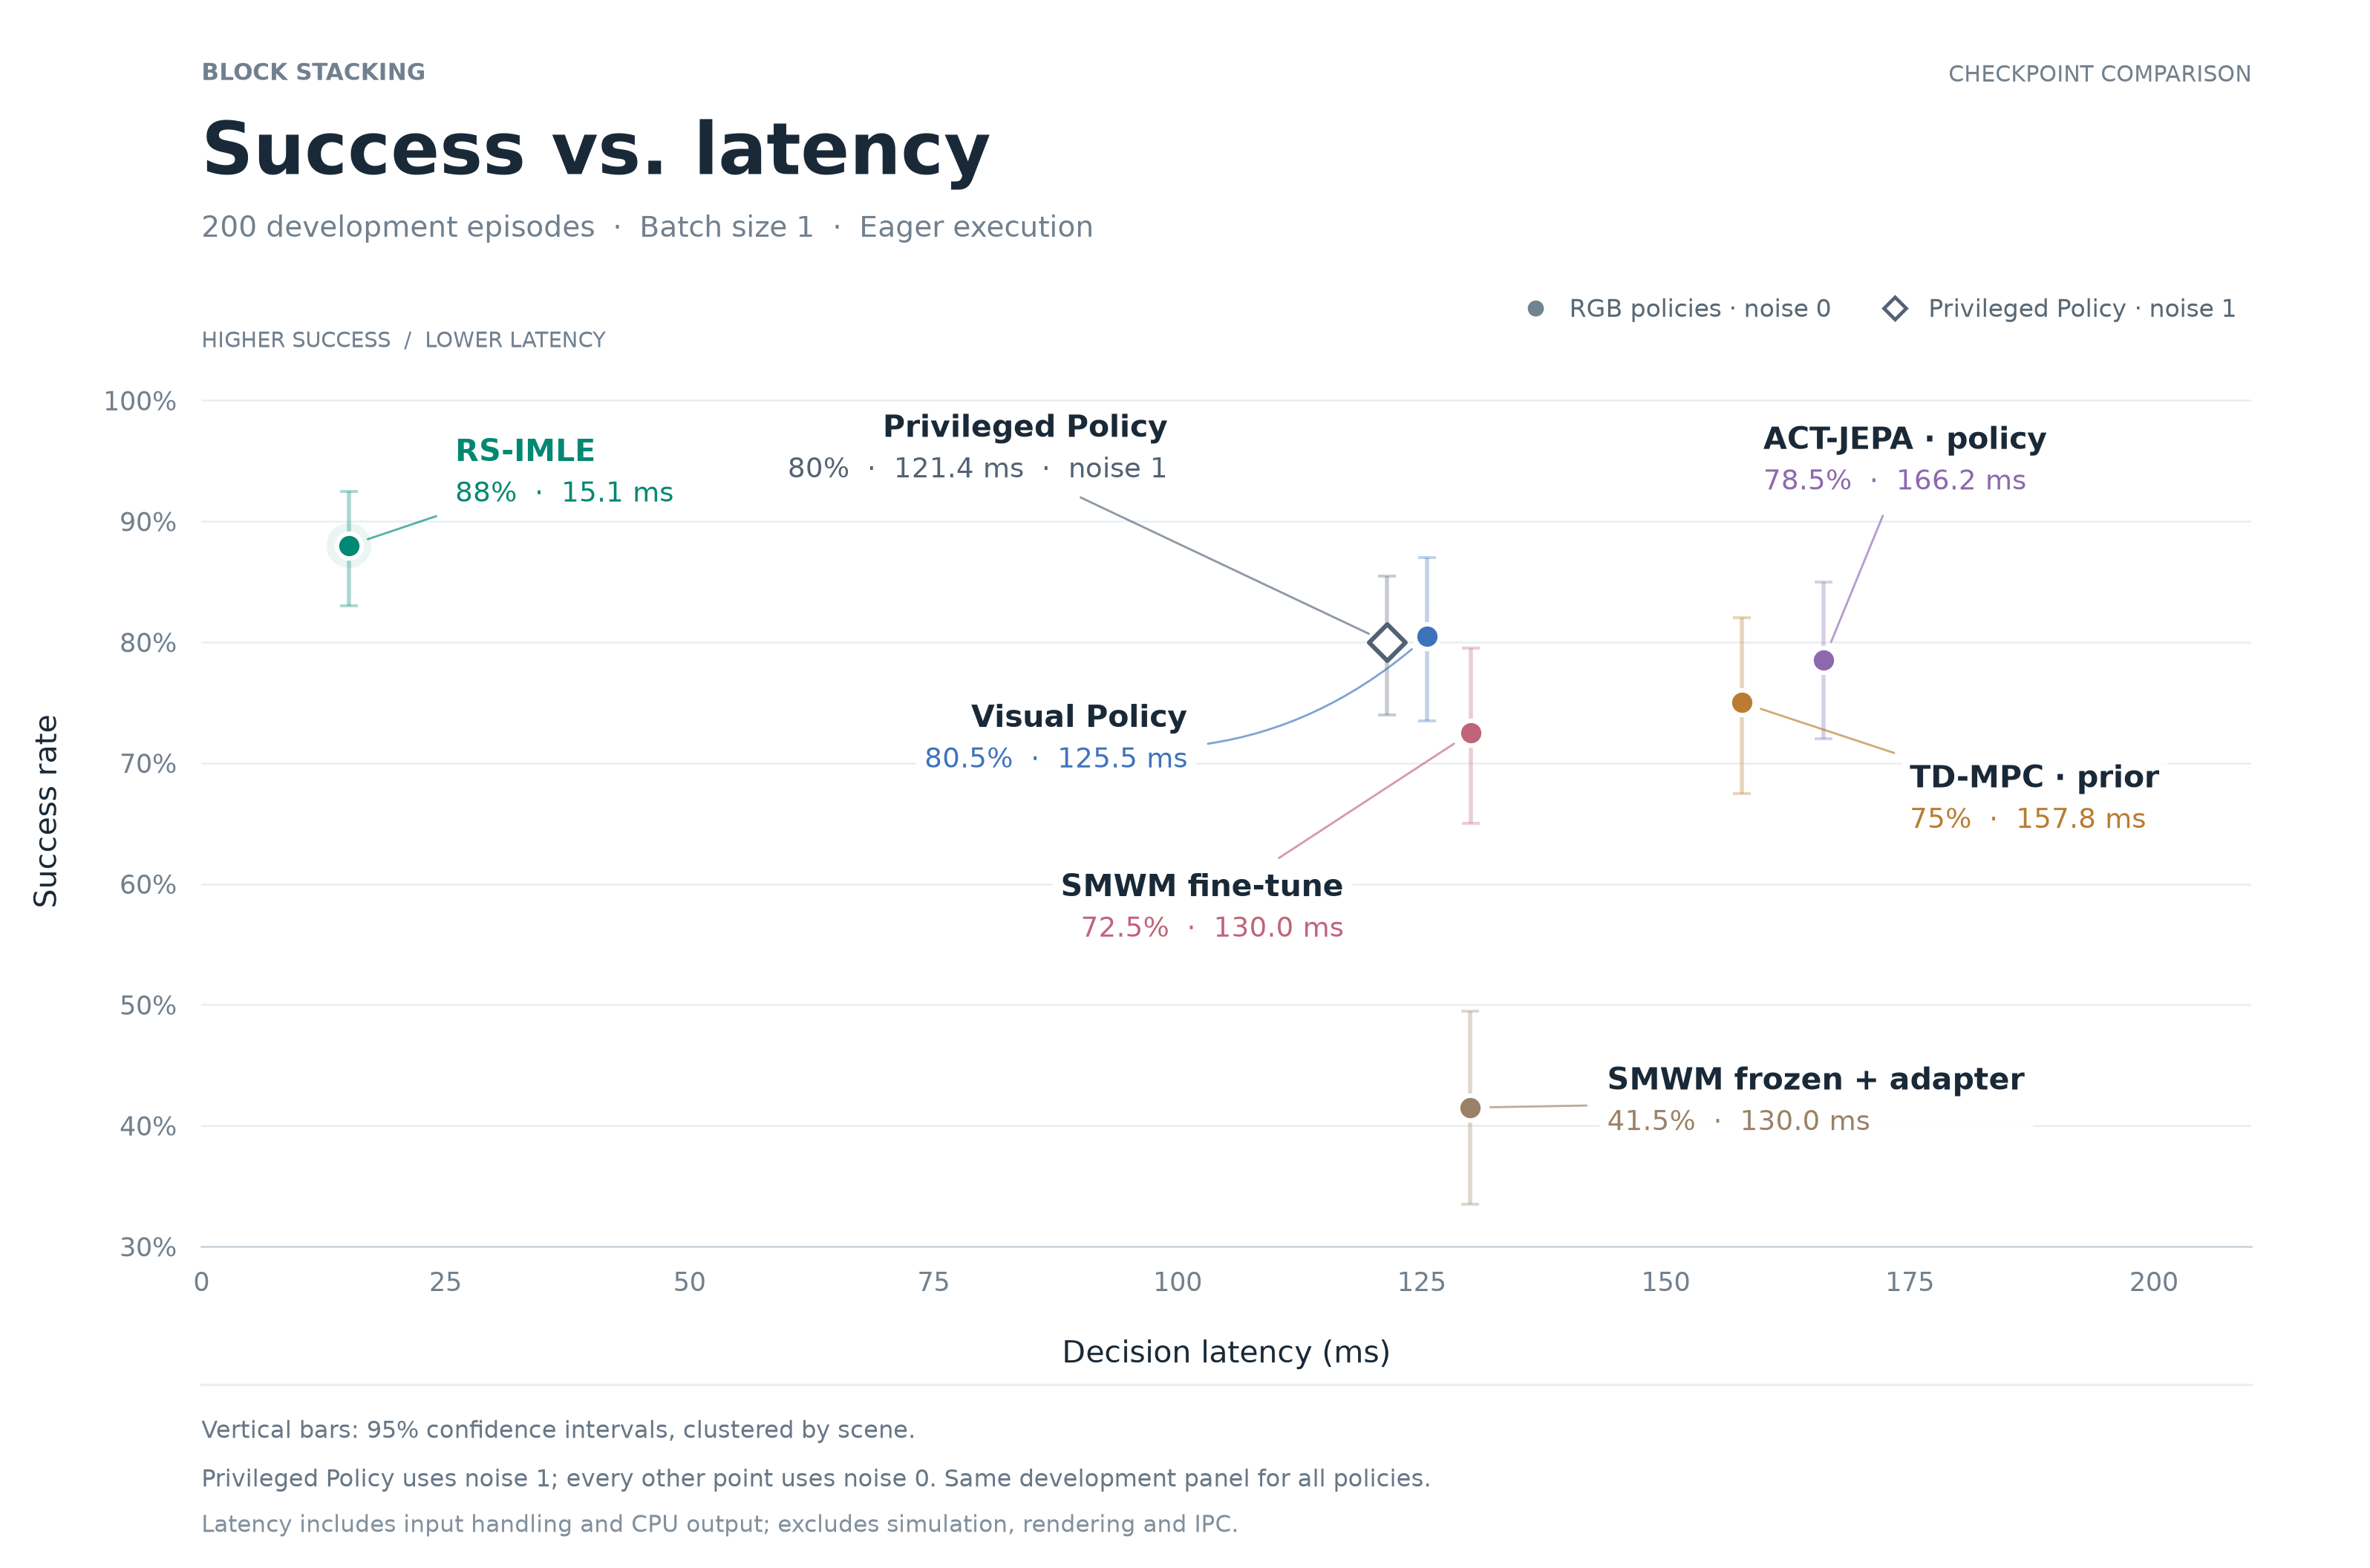 BLOCK STACKING
CHECKPOINT COMPARISON
Success vs. latency
200 development episodes · Batch size 1 · Eager execution
RGB policies · noise 0
Privileged Policy · noise 1
HIGHER SUCCESS / LOWER LATENCY
100%
90%
80%
70%
60%
50%
40%
30%
Success rate
RS-IMLE
88% · 15.1 ms
Privileged Policy
80% · 121.4 ms · noise 1
ACT-JEPA · policy
78.5% · 166.2 ms
Visual Policy
80.5% · 125.5 ms
TD-MPC · prior
75% · 157.8 ms
SMWM fine-tune
72.5% · 130.0 ms
SMWM frozen + adapter
41.5% · 130.0 ms
0 25 50 75 100 125 150 175 200
Decision latency (ms)
Vertical bars: 95% confidence intervals, clustered by scene.
Privileged Policy uses noise 1; every other point uses noise 0. Same development panel for all policies.
Latency includes input handling and CPU output; excludes simulation, rendering and IPC.